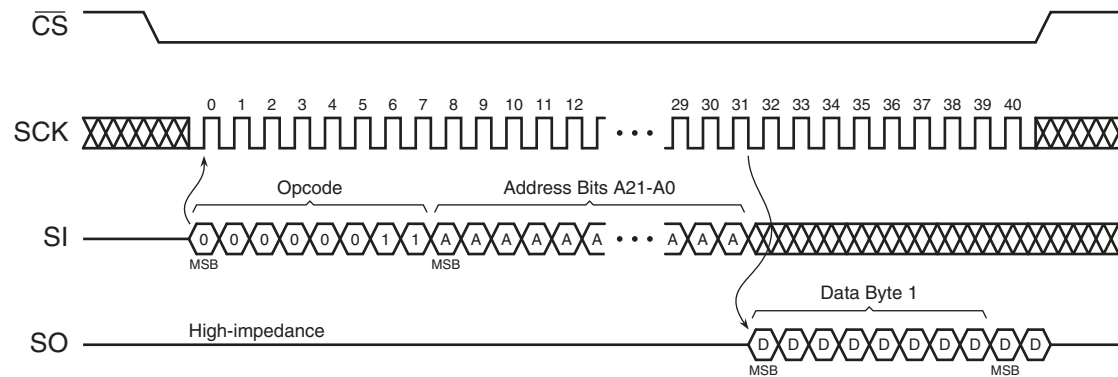 CS
0 1 2 3 4 5 6 7 8 9 10 11 12 29 30 31 32 33 34 35 36 37 38 39 40
SCK
Opcode Address Bits A21-A0
SI 0 0 0 0 0 0 1 1 A A A A A A A A A
MSB MSB
Data Byte 1
High-impedance
SO D D D D D D D D D D
MSB MSB